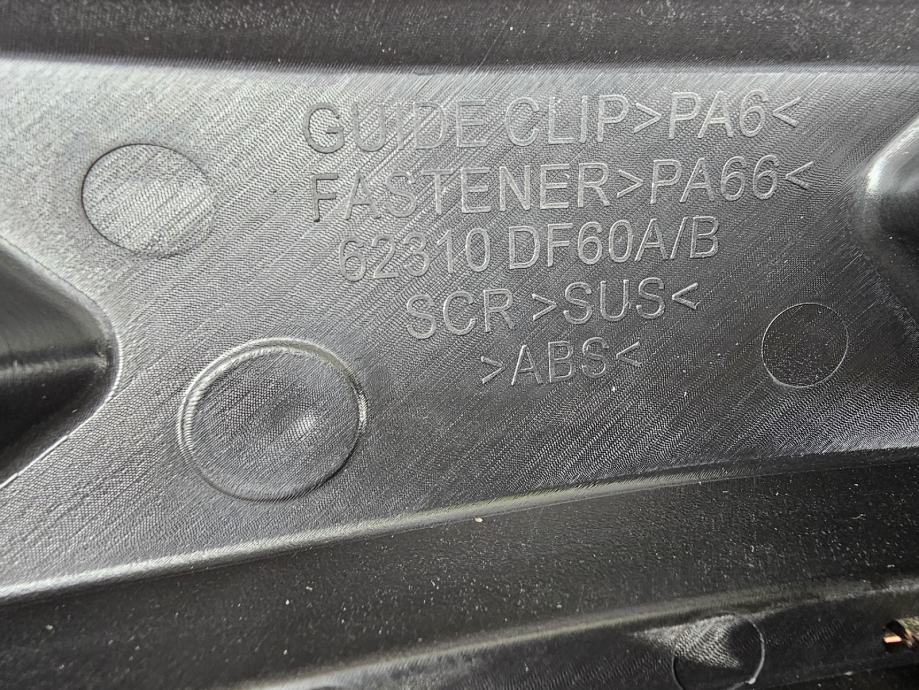 GUIDE CLIP>PA6<
FASTENER>PA66<
62310 DF60A/B
SCR >SUS<
>ABS<